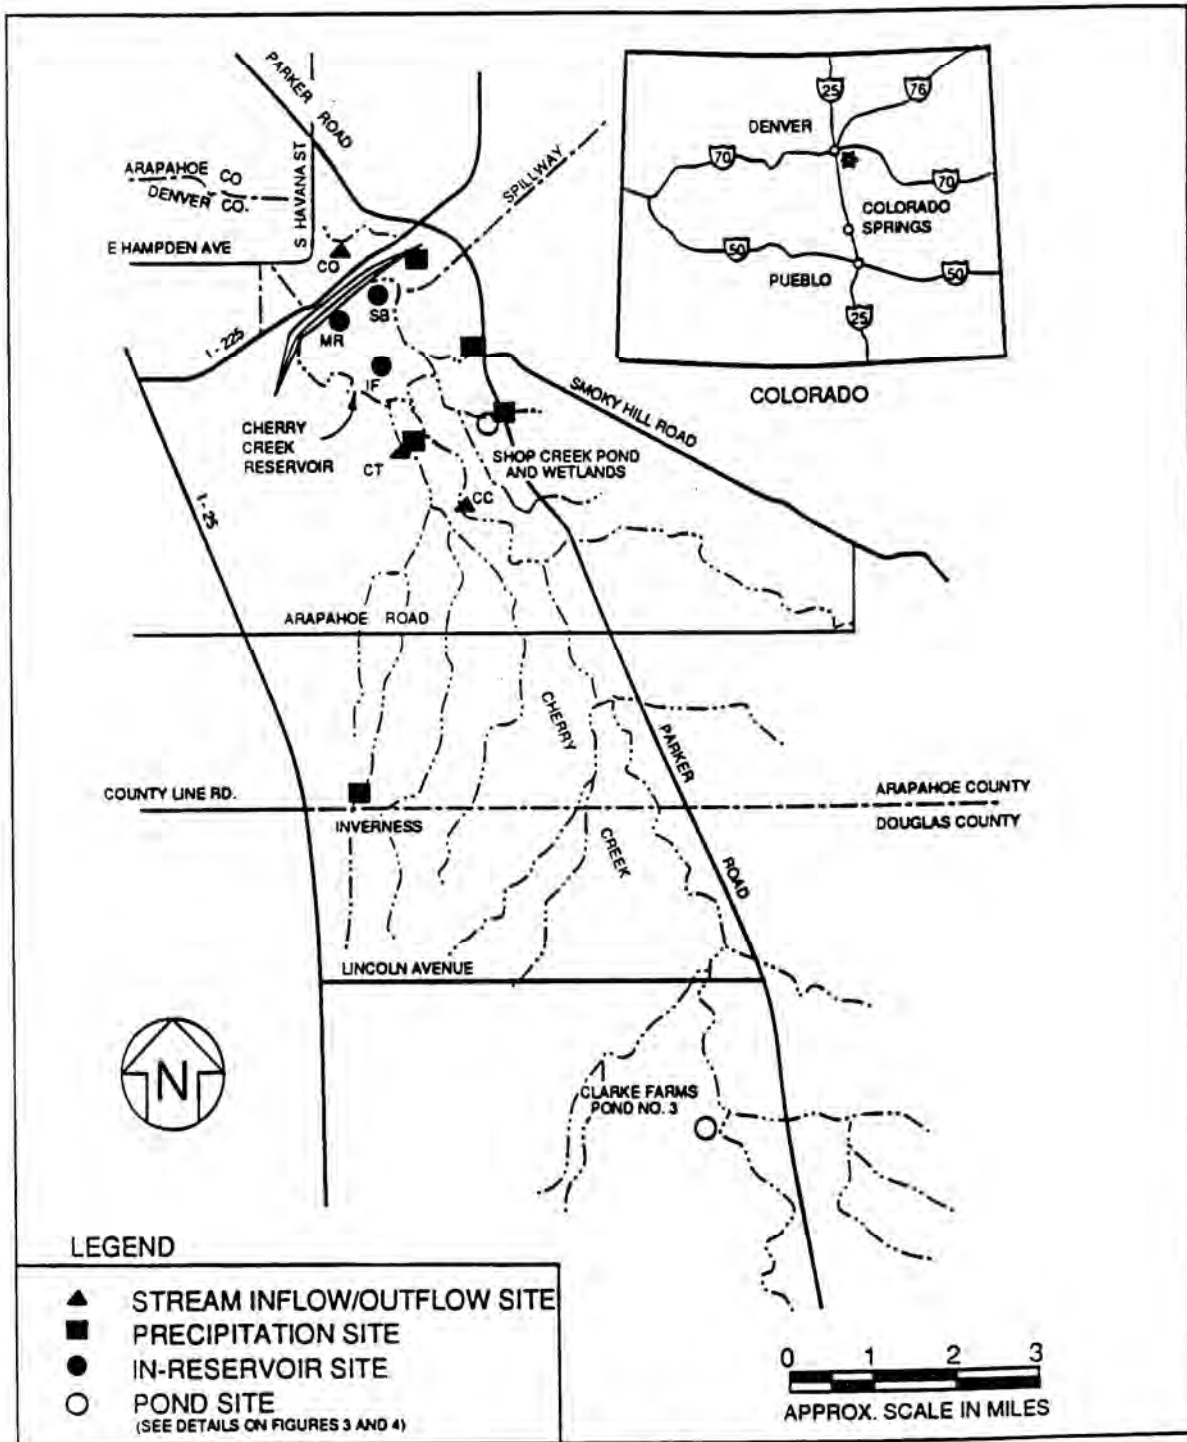 PARKER ROAD
ARAPAHOE CO
DENVER CO.
S HAVANA ST
E HAMPDEN AVE
SPILLWAY
CO
SB
MR
I-225
IF
CHERRY
CREEK
RESERVOIR
CT
SHOP CREEK POND
AND WETLANDS
CC
SMOKY HILL ROAD
I-25
25
76
DENVER
70
70
COLORADO
SPRINGS
50
PUEBLO
50
25
COLORADO
ARAPAHOE ROAD
CHERRY
CREEK
PARKER
ROAD
COUNTY LINE RD.
INVERNESS
ARAPAHOE COUNTY
DOUGLAS COUNTY
LINCOLN AVENUE
N
CLARKE FARMS
POND NO. 3
LEGEND
STREAM INFLOW/OUTFLOW SITE
PRECIPITATION SITE
IN-RESERVOIR SITE
POND SITE
(SEE DETAILS ON FIGURES 3 AND 4)
0 1 2 3
APPROX. SCALE IN MILES